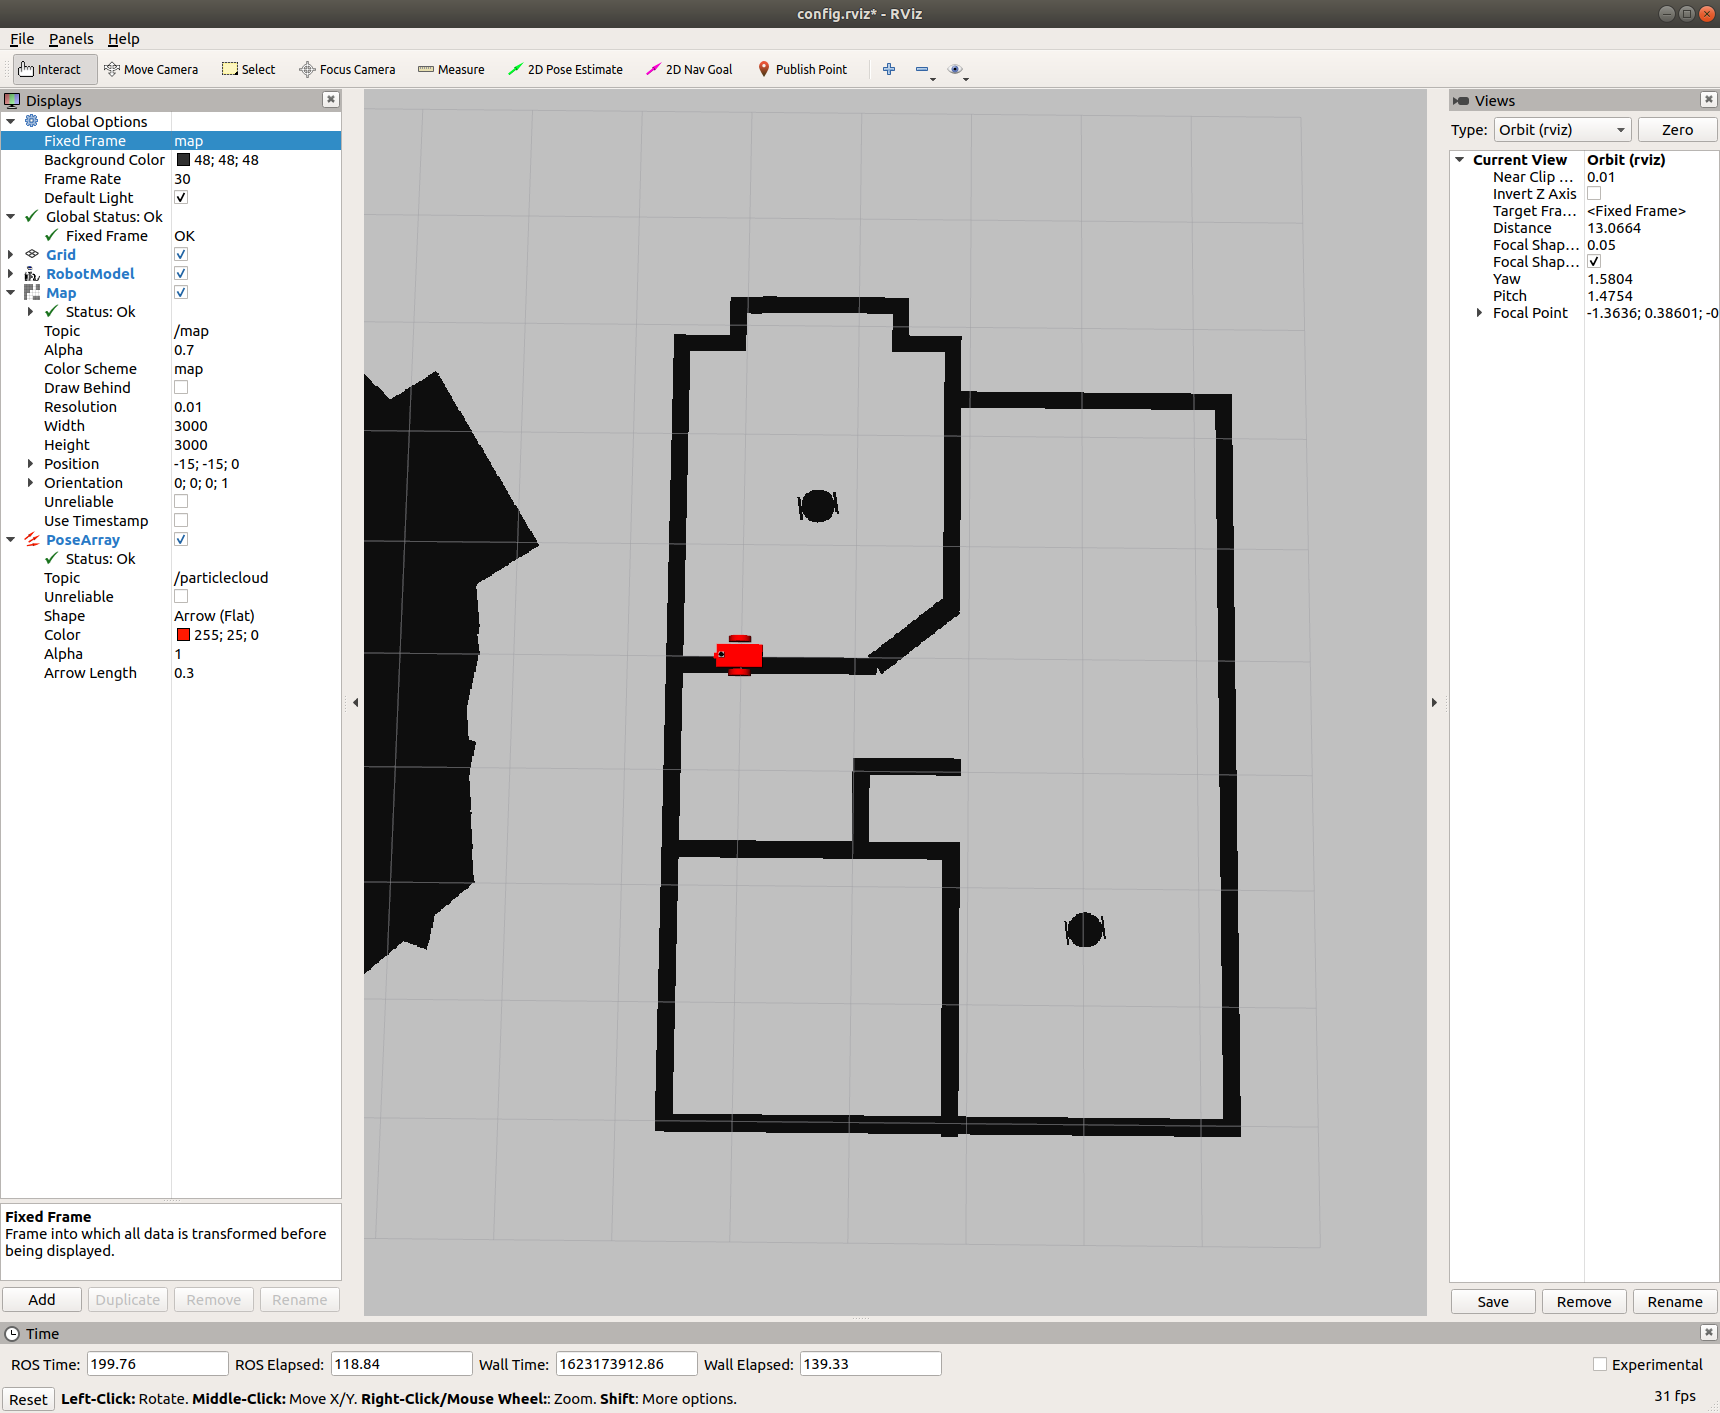 config.rviz* - RViz
File Panels Help
Interact Move Camera Select Focus Camera Measure 2D Pose Estimate 2D Nav Goal Publish Point
Displays
Global Options
Fixed Frame map
Background Color 48; 48; 48
Frame Rate 30
Default Light
Global Status: Ok
Fixed Frame OK
Grid
RobotModel
Map
Status: Ok
Topic /map
Alpha 0.7
Color Scheme map
Draw Behind
Resolution 0.01
Width 3000
Height 3000
Position -15; -15; 0
Orientation 0; 0; 0; 1
Unreliable
Use Timestamp
PoseArray
Status: Ok
Topic /particlecloud
Unreliable
Shape Arrow (Flat)
Color 255; 25; 0
Alpha 1
Arrow Length 0.3
Fixed Frame
Frame into which all data is transformed before
being displayed.
Add Duplicate Remove Rename
Views
Type: Orbit (rviz) Zero
Current View Orbit (rviz)
Near Clip ... 0.01
Invert Z Axis
Target Fra... <Fixed Frame>
Distance 13.0664
Focal Shap... 0.05
Focal Shap...
Yaw 1.5804
Pitch 1.4754
Focal Point -1.3636; 0.38601; -0
Save Remove Rename
Time
ROS Time: 199.76 ROS Elapsed: 118.84 Wall Time: 1623173912.86 Wall Elapsed: 139.33 Experimental
Reset Left-Click: Rotate. Middle-Click: Move X/Y. Right-Click/Mouse Wheel:: Zoom. Shift: More options. 31 fps